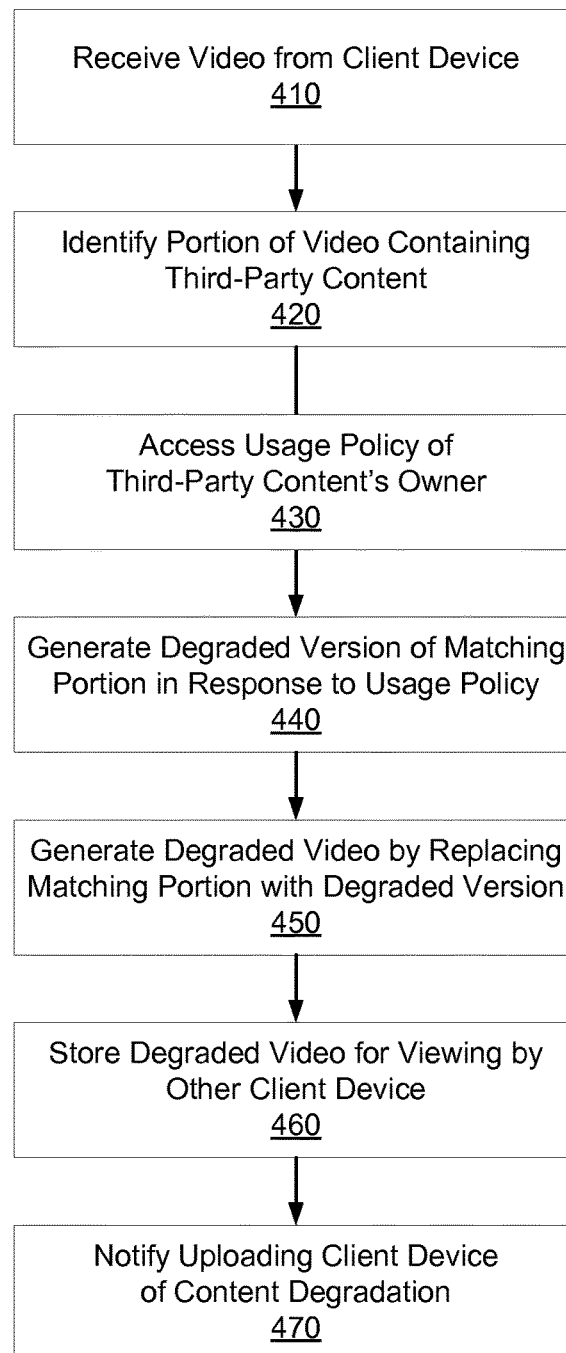 Receive Video from Client Device
410
Identify Portion of Video Containing
Third-Party Content
420
Access Usage Policy of
Third-Party Content's Owner
430
Generate Degraded Version of Matching
Portion in Response to Usage Policy
440
Generate Degraded Video by Replacing
Matching Portion with Degraded Version
450
Store Degraded Video for Viewing by
Other Client Device
460
Notify Uploading Client Device
of Content Degradation
470